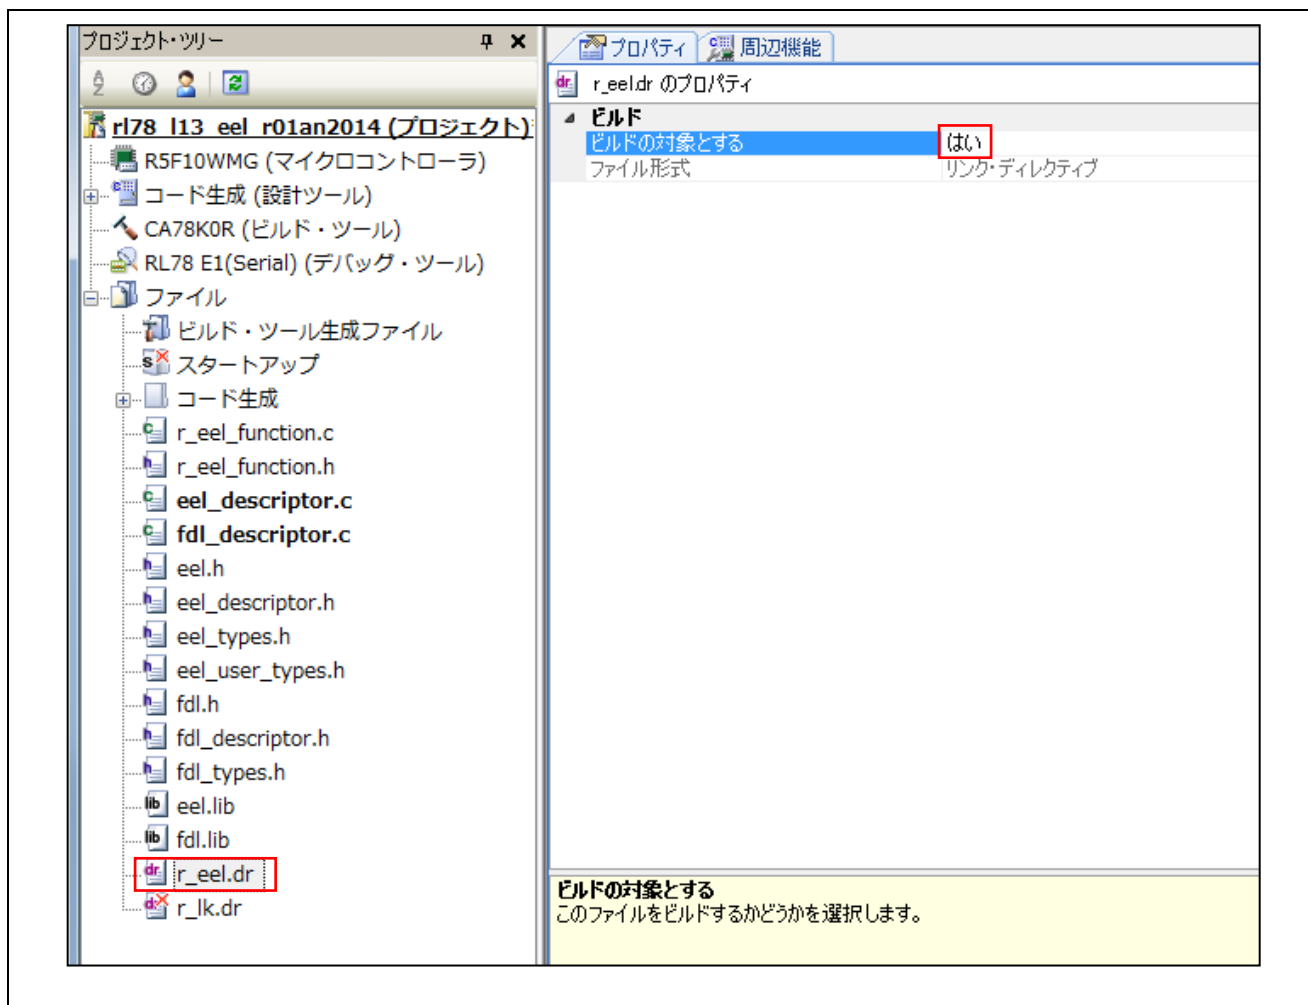 プロジェクト・ツリー
rl78_l13_eel_r01an2014 (プロジェクト)
R5F10WMG (マイクロコントローラ)
コード生成 (設計ツール)
CA78K0R (ビルド・ツール)
RL78 E1(Serial) (デバッグ・ツール)
ファイル
ビルド・ツール生成ファイル
スタートアップ
コード生成
r_eel_function.c
r_eel_function.h
eel_descriptor.c
fdl_descriptor.c
eel.h
eel_descriptor.h
eel_types.h
eel_user_types.h
fdl.h
fdl_descriptor.h
fdl_types.h
eel.lib
fdl.lib
r_eel.dr
r_lk.dr
プロパティ 周辺機能
r_eel.dr のプロパティ
ビルド
ビルドの対象とする はい
ファイル形式 リンク・ディレクティブ
ビルドの対象とする
このファイルをビルドするかどうかを選択します。